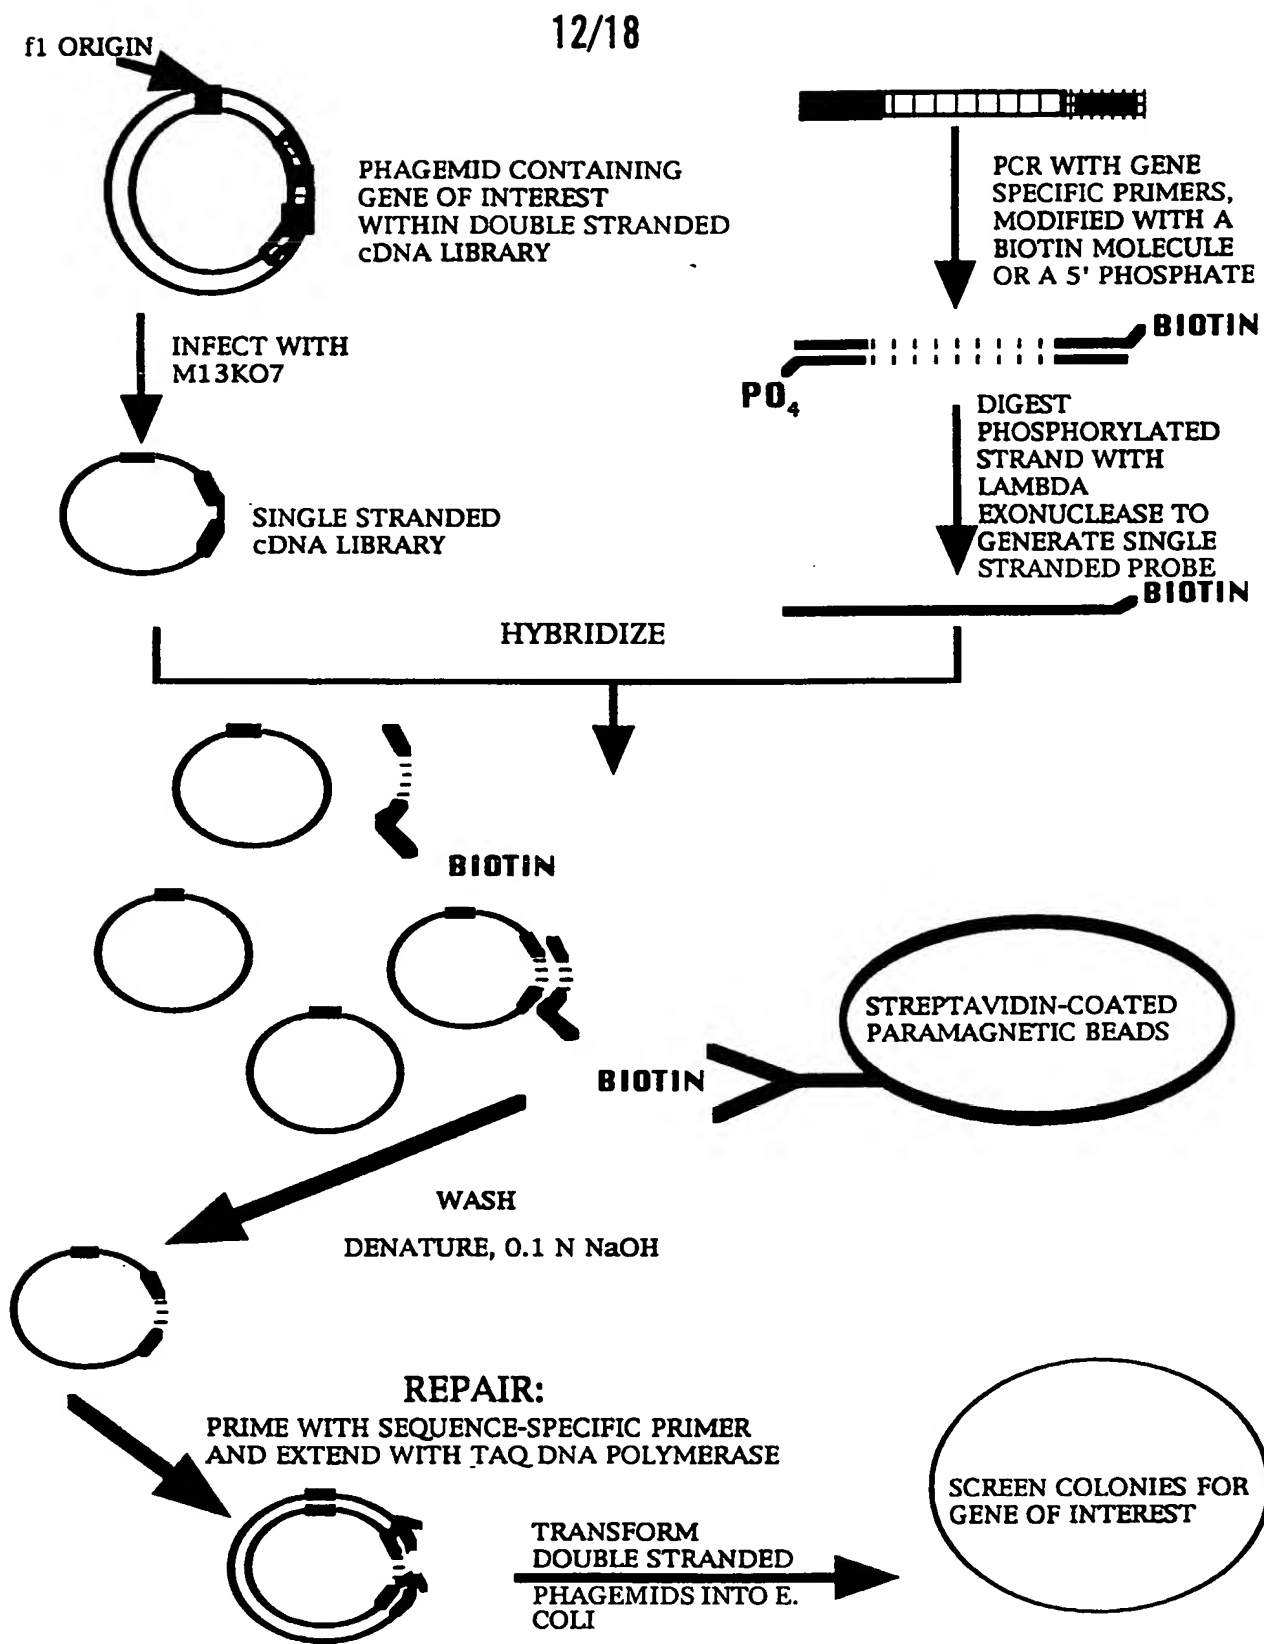 12/18
f1 ORIGIN
PHAGEMID CONTAINING
GENE OF INTEREST
WITHIN DOUBLE STRANDED
cDNA LIBRARY
PCR WITH GENE
SPECIFIC PRIMERS,
MODIFIED WITH A
BIOTIN MOLECULE
OR A 5' PHOSPHATE
INFECT WITH
M13KO7
BIOTIN
PO4
DIGEST
PHOSPHORYLATED
STRAND WITH
LAMBDA
EXONUCLEASE TO
GENERATE SINGLE
STRANDED PROBE
SINGLE STRANDED
cDNA LIBRARY
BIOTIN
HYBRIDIZE
BIOTIN
STREPTAVIDIN-COATED
PARAMAGNETIC BEADS
BIOTIN
WASH
DENATURE, 0.1 N NaOH
REPAIR:
PRIME WITH SEQUENCE-SPECIFIC PRIMER
AND EXTEND WITH TAQ DNA POLYMERASE
TRANSFORM
DOUBLE STRANDED
PHAGEMIDS INTO E.
COLI
SCREEN COLONIES FOR
GENE OF INTEREST